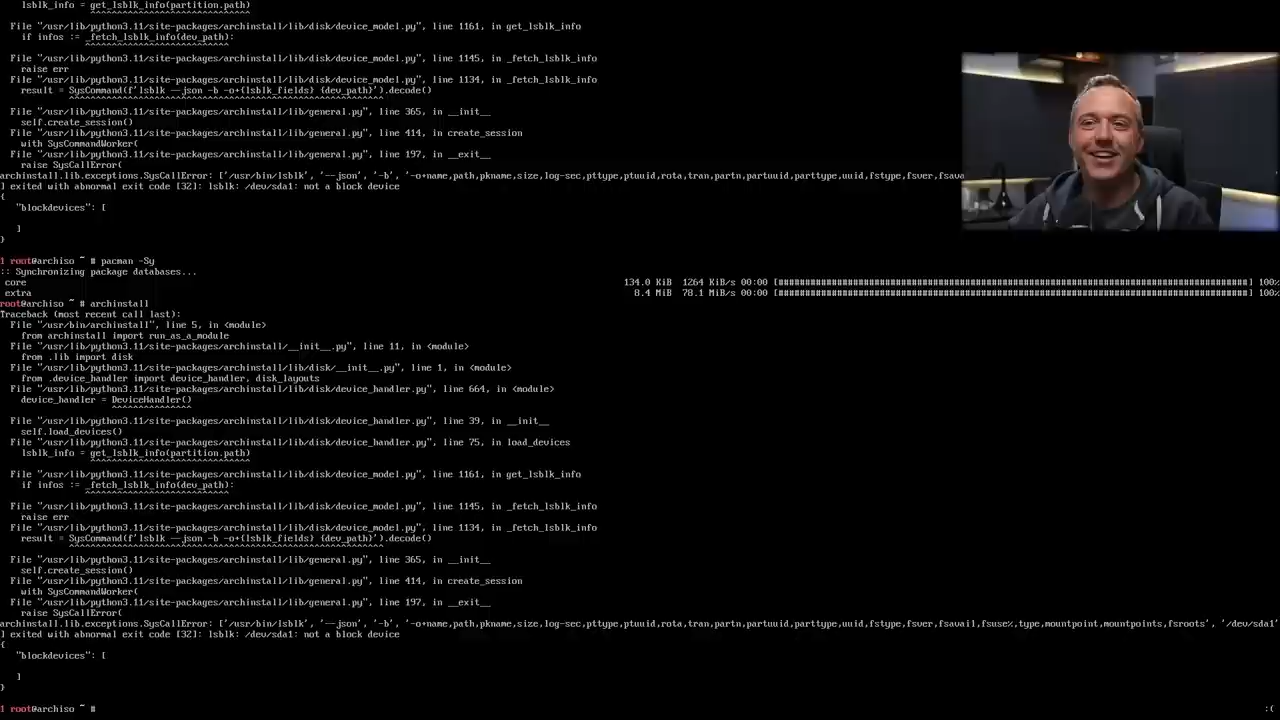 lsblk_info = get_lsblk_info(partition.path)
^^^^^^^^^^^^^^^^^^^^^^^^^^^^^^
File "/usr/lib/python3.11/site-packages/archinstall/lib/disk/device_model.py", line 1161, in get_lsblk_info
if infos := _fetch_lsblk_info(dev_path):
^^^^^^^^^^^^^^^^^^^^^^^^^^^
File "/usr/lib/python3.11/site-packages/archinstall/lib/disk/device_model.py", line 1145, in _fetch_lsblk_info
raise err
File "/usr/lib/python3.11/site-packages/archinstall/lib/disk/device_model.py", line 1134, in _fetch_lsblk_info
result = SysCommand(f'lsblk --json -b -o+{lsblk_fields} {dev_path}').decode()
^^^^^^^^^^^^^^^^^^^^^^^^^^^^^^^^^^^^^^^^^^^^^^^^^^^^^^^^^^
File "/usr/lib/python3.11/site-packages/archinstall/lib/general.py", line 365, in __init__
self.create_session()
File "/usr/lib/python3.11/site-packages/archinstall/lib/general.py", line 414, in create_session
with SysCommandWorker(
File "/usr/lib/python3.11/site-packages/archinstall/lib/general.py", line 197, in __exit__
raise SysCallError(
archinstall.lib.exceptions.SysCallError: ['/usr/bin/lsblk', '--json', '-b', '-o+name,path,pkname,size,log-sec,pttype,ptuuid,rota,tran,partn,partuuid,parttype,uuid,fstype,fsver,fsava
] exited with abnormal exit code [32]: lsblk: /dev/sda1: not a block device
{
"blockdevices": [
]
}
1 root@archiso ~ # pacman -Sy
:: Synchronizing package databases...
core 134.0 KiB 1264 KiB/s 00:00 [##########################################################################] 100%
extra 8.4 MiB 78.1 MiB/s 00:00 [##########################################################################] 100%
root@archiso ~ # archinstall
Traceback (most recent call last):
File "/usr/bin/archinstall", line 5, in <module>
from archinstall import run_as_a_module
File "/usr/lib/python3.11/site-packages/archinstall/__init__.py", line 11, in <module>
from .lib import disk
File "/usr/lib/python3.11/site-packages/archinstall/lib/disk/__init__.py", line 1, in <module>
from .device_handler import device_handler, disk_layouts
File "/usr/lib/python3.11/site-packages/archinstall/lib/disk/device_handler.py", line 664, in <module>
device_handler = DeviceHandler()
^^^^^^^^^^^^^^^
File "/usr/lib/python3.11/site-packages/archinstall/lib/disk/device_handler.py", line 39, in __init__
self.load_devices()
File "/usr/lib/python3.11/site-packages/archinstall/lib/disk/device_handler.py", line 75, in load_devices
lsblk_info = get_lsblk_info(partition.path)
^^^^^^^^^^^^^^^^^^^^^^^^^^^^^^
File "/usr/lib/python3.11/site-packages/archinstall/lib/disk/device_model.py", line 1161, in get_lsblk_info
if infos := _fetch_lsblk_info(dev_path):
^^^^^^^^^^^^^^^^^^^^^^^^^^^
File "/usr/lib/python3.11/site-packages/archinstall/lib/disk/device_model.py", line 1145, in _fetch_lsblk_info
raise err
File "/usr/lib/python3.11/site-packages/archinstall/lib/disk/device_model.py", line 1134, in _fetch_lsblk_info
result = SysCommand(f'lsblk --json -b -o+{lsblk_fields} {dev_path}').decode()
^^^^^^^^^^^^^^^^^^^^^^^^^^^^^^^^^^^^^^^^^^^^^^^^^^^^^^^^^^
File "/usr/lib/python3.11/site-packages/archinstall/lib/general.py", line 365, in __init__
self.create_session()
File "/usr/lib/python3.11/site-packages/archinstall/lib/general.py", line 414, in create_session
with SysCommandWorker(
File "/usr/lib/python3.11/site-packages/archinstall/lib/general.py", line 197, in __exit__
raise SysCallError(
archinstall.lib.exceptions.SysCallError: ['/usr/bin/lsblk', '--json', '-b', '-o+name,path,pkname,size,log-sec,pttype,ptuuid,rota,tran,partn,partuuid,parttype,uuid,fstype,fsver,fsavail,fsuse%,type,mountpoint,mountpoints,fsroots', '/dev/sda1'
] exited with abnormal exit code [32]: lsblk: /dev/sda1: not a block device
{
"blockdevices": [
]
}
1 root@archiso ~ # :(